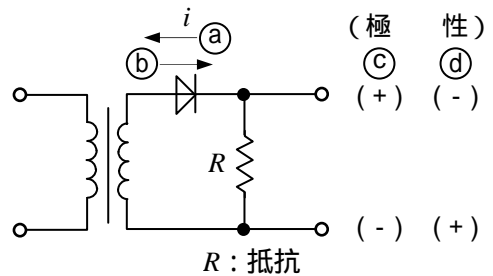 i (極 性)
ⓐ
ⓑ ⓒ ⓓ
(+) (-)
R
(-) (+)
R:抵抗